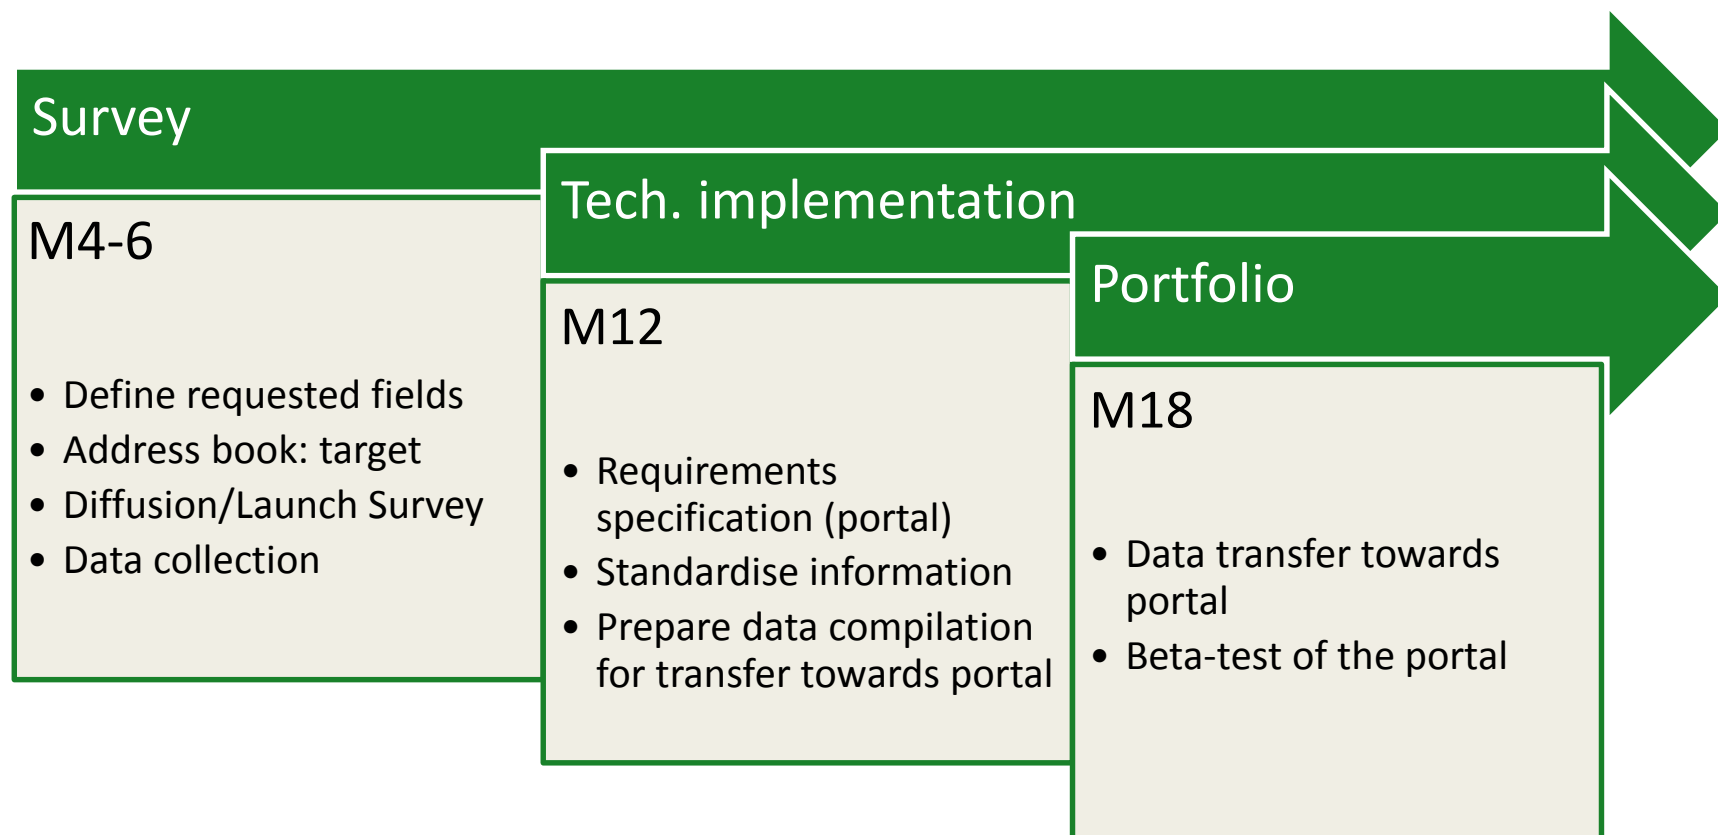 Survey
M4-6
• Define requested fields
• Address book: target
• Diffusion/Launch Survey
• Data collection
Tech. implementation
M12
• Requirements
specification (portal)
• Standardise information
• Prepare data compilation
for transfer towards portal
Portfolio
M18
• Data transfer towards
portal
• Beta-test of the portal